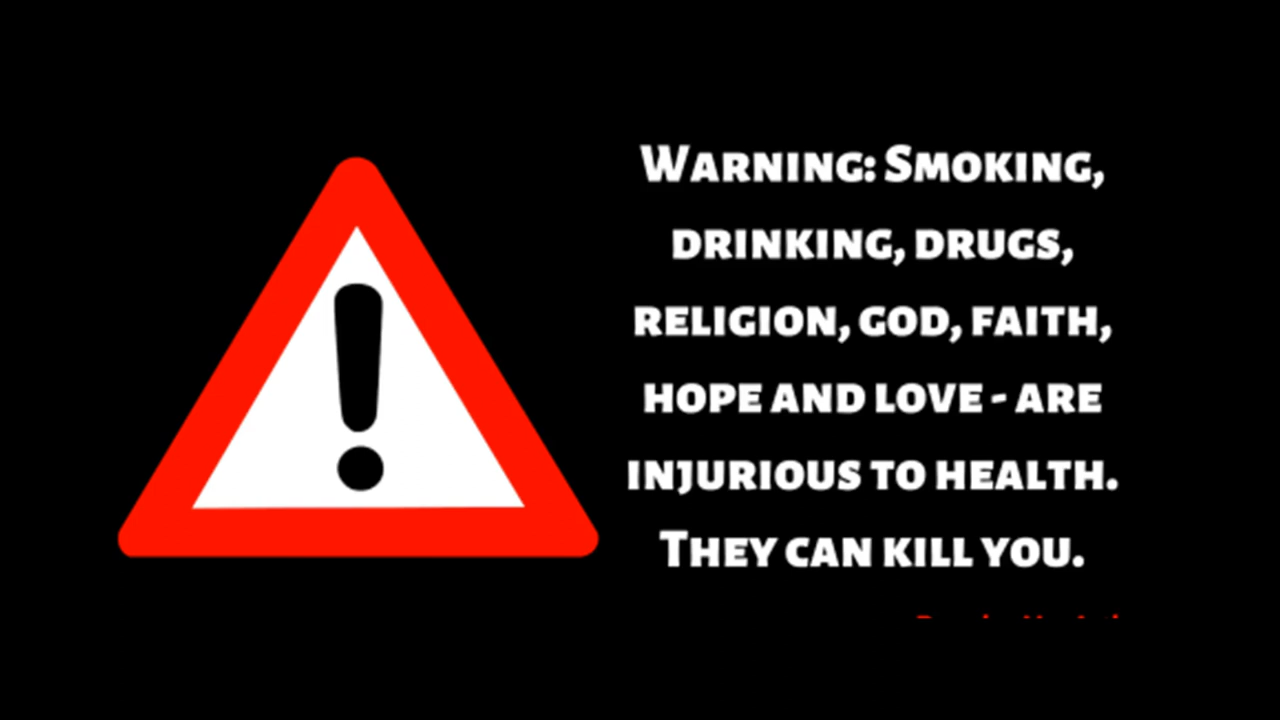 Warning: Smoking,
drinking, drugs,
religion, god, faith,
hope and love - are
injurious to health.
They can kill you.